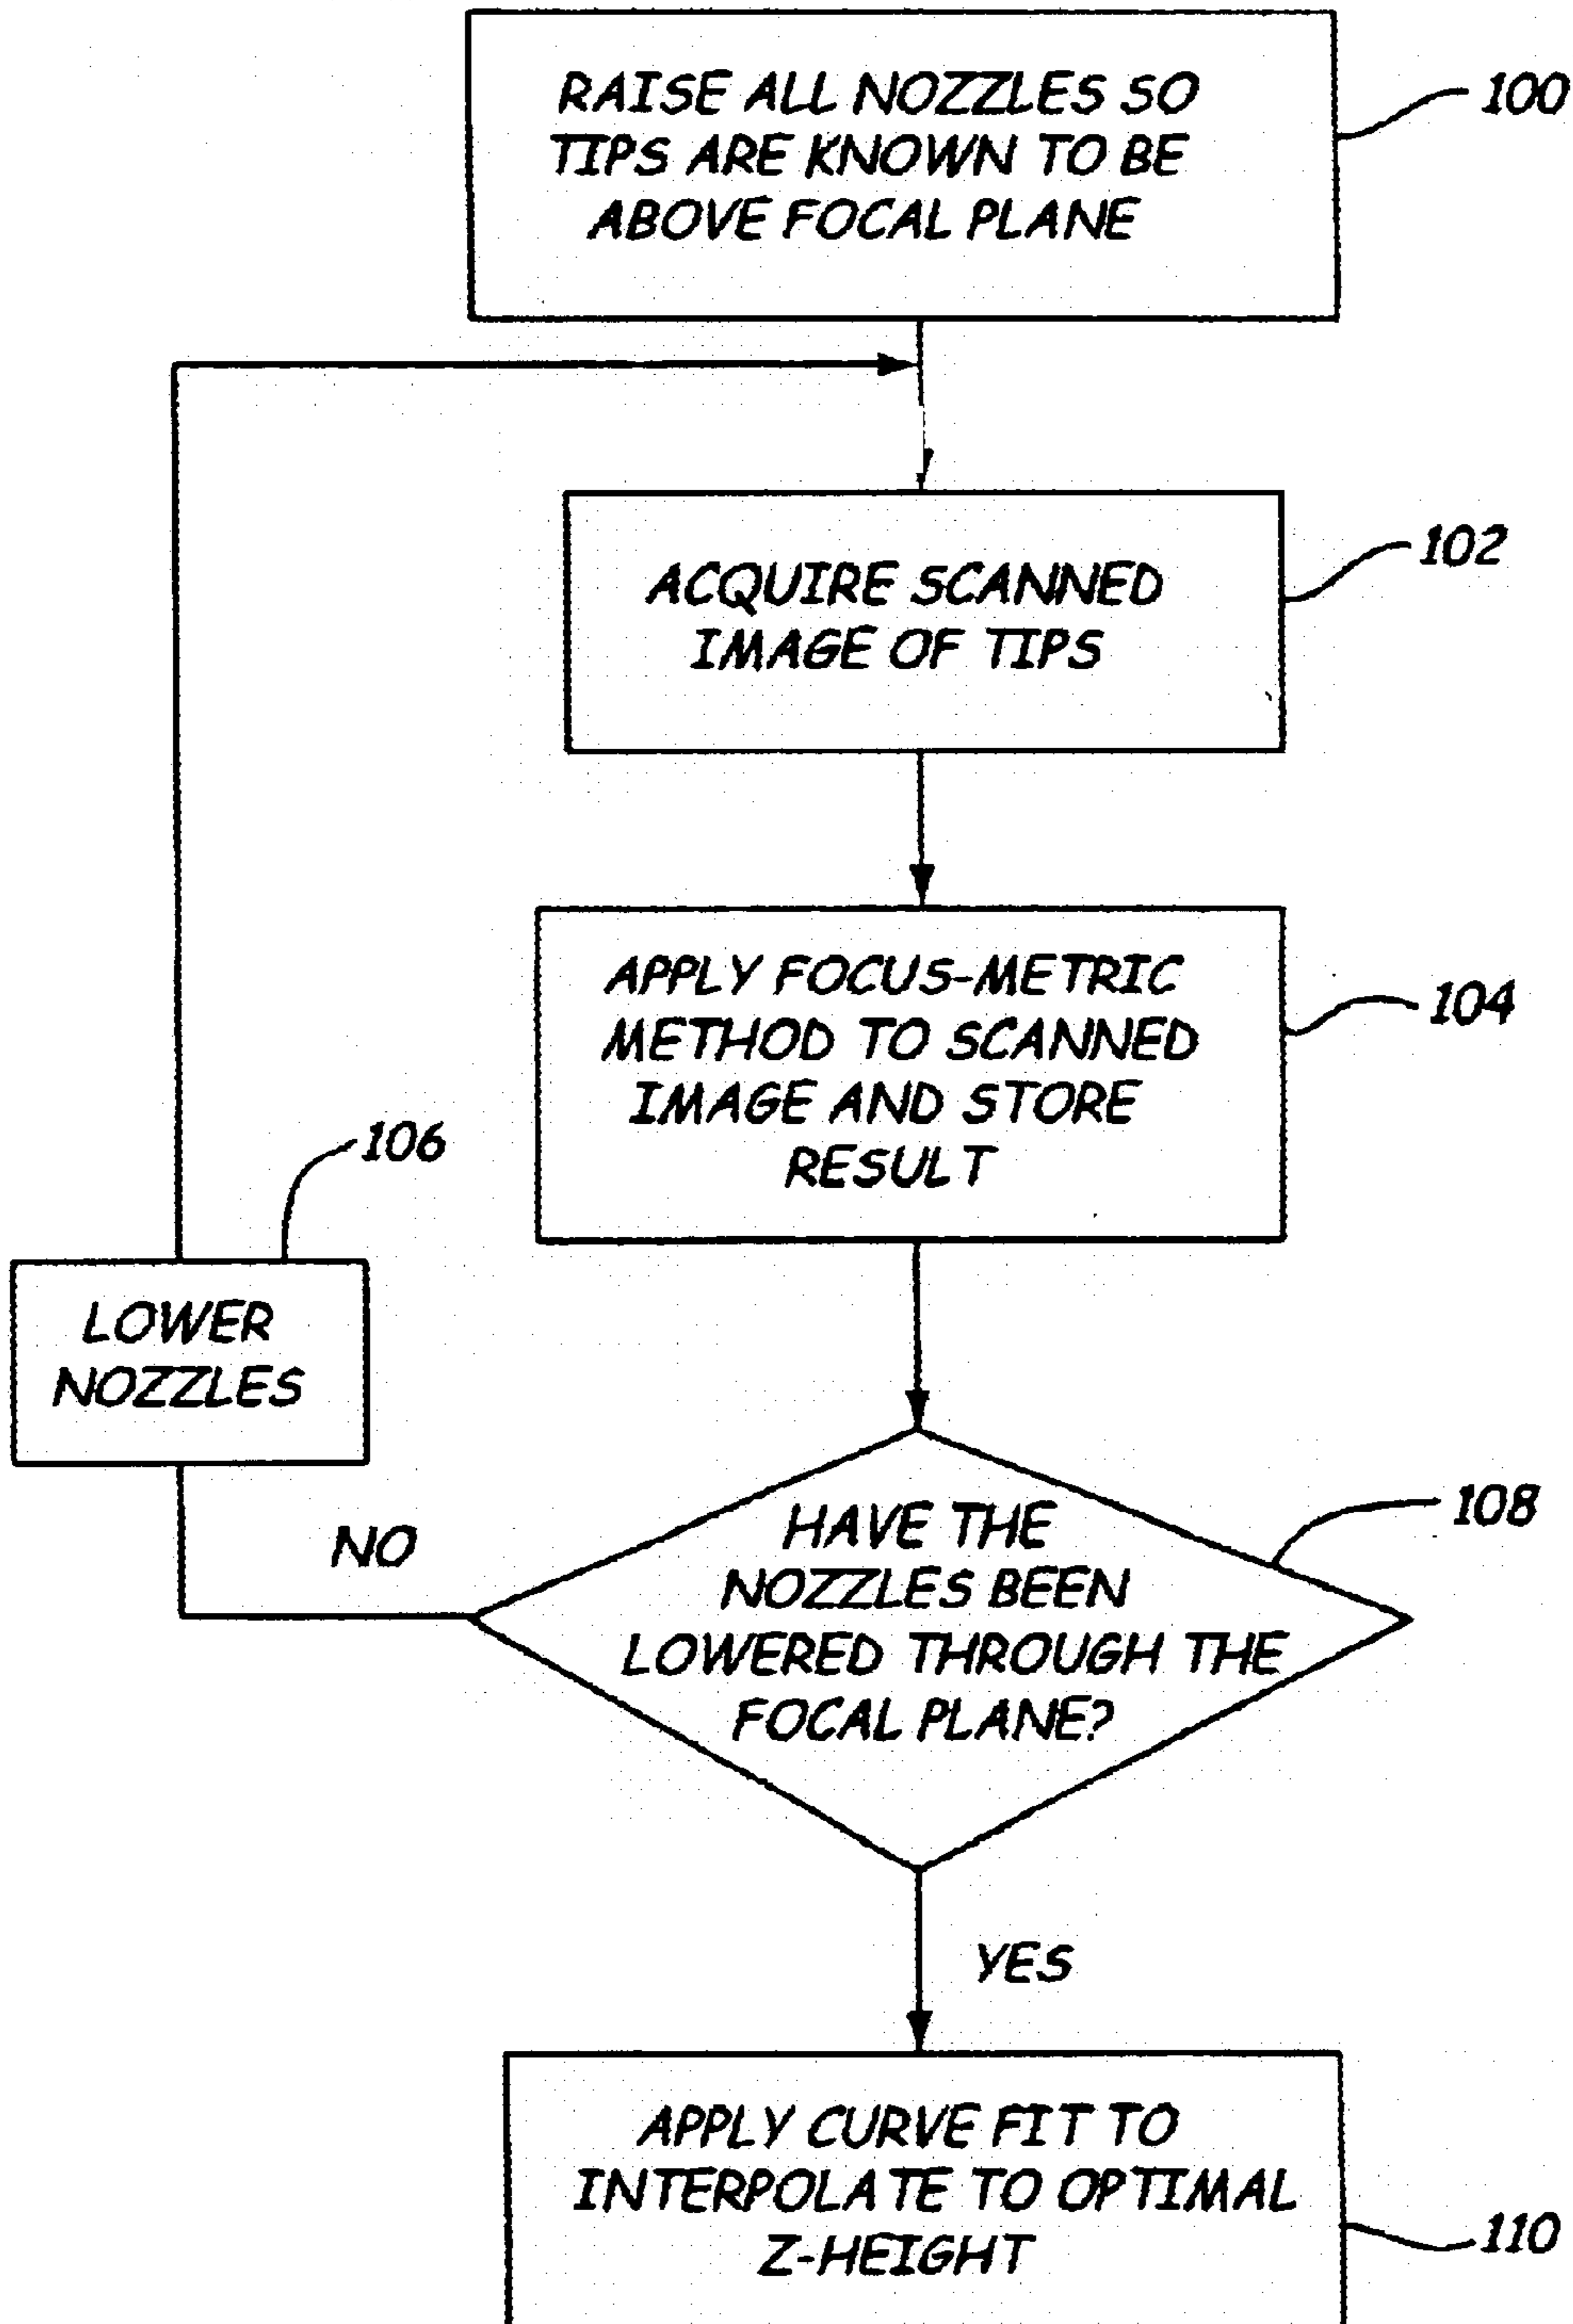 RAISE ALL NOZZLES SO
TIPS ARE KNOWN TO BE
ABOVE FOCAL PLANE
100
ACQUIRE SCANNED
IMAGE OF TIPS
102
APPLY FOCUS-METRIC
METHOD TO SCANNED
IMAGE AND STORE
RESULT
104
106
LOWER
NOZZLES
NO
HAVE THE
NOZZLES BEEN
LOWERED THROUGH THE
FOCAL PLANE?
108
YES
APPLY CURVE FIT TO
INTERPOLATE TO OPTIMAL
Z-HEIGHT
110